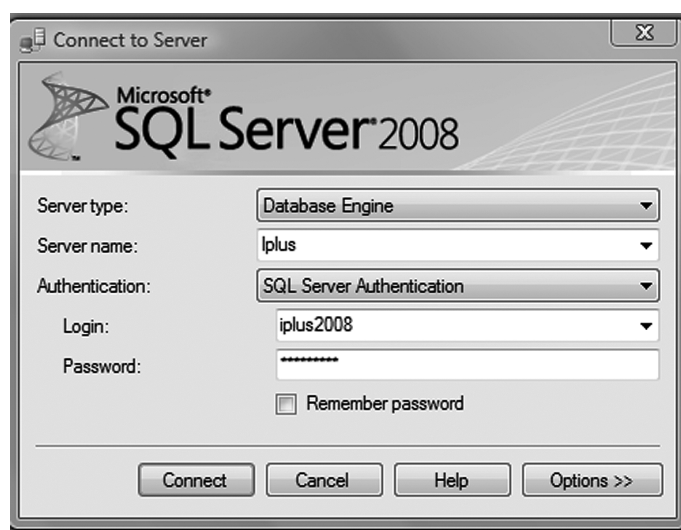 Connect to Server
Microsoft®
SQL Server® 2008
Server type: Database Engine
Server name: Iplus
Authentication: SQL Server Authentication
Login: iplus2008
Password: *********
Remember password
Connect Cancel Help Options >>